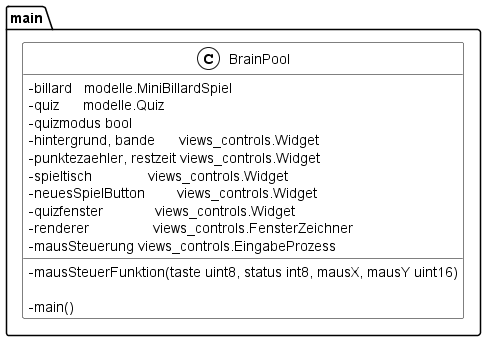 main
C BrainPool
-billard modelle.MiniBillardSpiel
-quiz modelle.Quiz
-quizmodus bool
-hintergrund, bande views_controls.Widget
-punktezaehler, restzeit views_controls.Widget
-spieltisch views_controls.Widget
-neuesSpielButton views_controls.Widget
-quizfenster views_controls.Widget
-renderer views_controls.FensterZeichner
-mausSteuerung views_controls.EingabeProzess
-mausSteuerFunktion(taste uint8, status int8, mausX, mausY uint16)
-main()